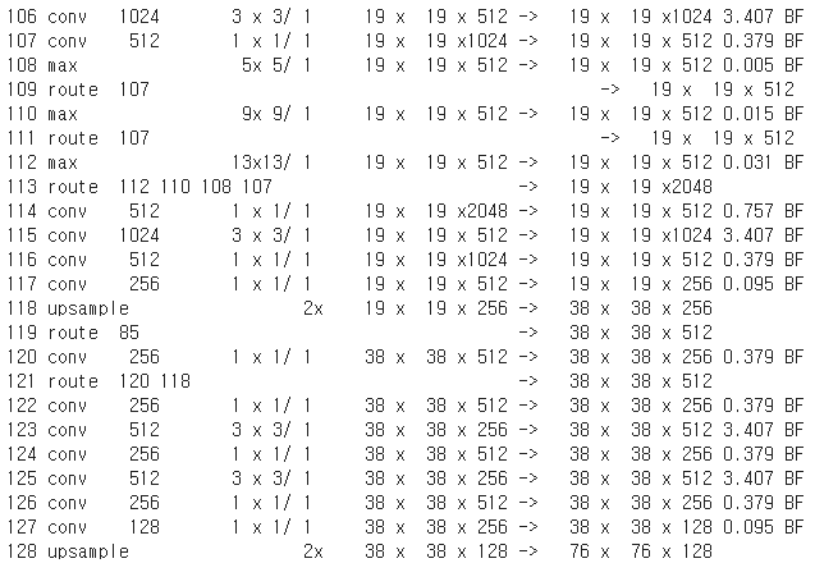 106 conv   1024       3 x 3/ 1     19 x  19 x 512 ->   19 x  19 x1024 3.407 BF
107 conv    512       1 x 1/ 1     19 x  19 x1024 ->   19 x  19 x 512 0.379 BF
108 max                5x 5/ 1     19 x  19 x 512 ->   19 x  19 x 512 0.005 BF
109 route  107                                     ->   19 x  19 x 512
110 max                9x 9/ 1     19 x  19 x 512 ->   19 x  19 x 512 0.015 BF
111 route  107                                     ->   19 x  19 x 512
112 max               13x13/ 1     19 x  19 x 512 ->   19 x  19 x 512 0.031 BF
113 route  112 110 108 107                   ->   19 x  19 x2048
114 conv    512       1 x 1/ 1     19 x  19 x2048 ->   19 x  19 x 512 0.757 BF
115 conv   1024       3 x 3/ 1     19 x  19 x 512 ->   19 x  19 x1024 3.407 BF
116 conv    512       1 x 1/ 1     19 x  19 x1024 ->   19 x  19 x 512 0.379 BF
117 conv    256       1 x 1/ 1     19 x  19 x 512 ->   19 x  19 x 256 0.095 BF
118 upsample                2x     19 x  19 x 256 ->   38 x  38 x 256
119 route  85                                ->   38 x  38 x 512
120 conv    256       1 x 1/ 1     38 x  38 x 512 ->   38 x  38 x 256 0.379 BF
121 route  120 118                           ->   38 x  38 x 512
122 conv    256       1 x 1/ 1     38 x  38 x 512 ->   38 x  38 x 256 0.379 BF
123 conv    512       3 x 3/ 1     38 x  38 x 256 ->   38 x  38 x 512 3.407 BF
124 conv    256       1 x 1/ 1     38 x  38 x 512 ->   38 x  38 x 256 0.379 BF
125 conv    512       3 x 3/ 1     38 x  38 x 256 ->   38 x  38 x 512 3.407 BF
126 conv    256       1 x 1/ 1     38 x  38 x 512 ->   38 x  38 x 256 0.379 BF
127 conv    128       1 x 1/ 1     38 x  38 x 256 ->   38 x  38 x 128 0.095 BF
128 upsample                2x     38 x  38 x 128 ->   76 x  76 x 128